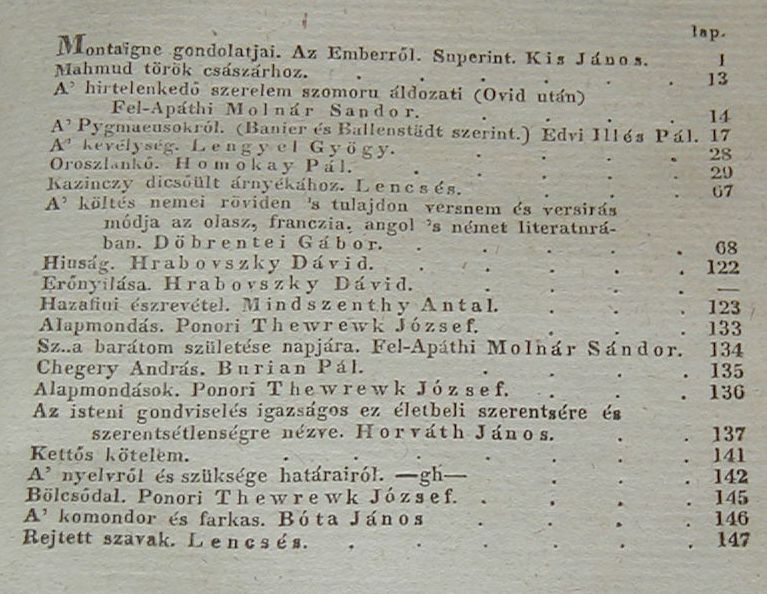 lap.
Montaigne gondolatjai. Az Emberről. Superint. Kis János. 1
Mahmud török császárhoz. . . . . . . 13
A’ hirtelenkedő szerelem szomoru áldozati (Ovid után)
Fel-Apáthi Molnár Sandor. . . . . 14
A’ Pygmaeusokról. (Banier és Ballenstädt szerint.) Edvi Illés Pál. 17
A’ kevélység. Lengyel Gyögy. . . . . 28
Oroszlánkő. Homokay Pál. . . . . . 29
Kazinczy dicsőült árnyékához. Lencsés. . . . 67
A’ költés nemei röviden ’s tulajdon versnem és versirás
módja az olasz, franczia, angol ’s német literaturá-
ban. Döbrentei Gábor. . . . . . 68
Hiuság. Hrabovszky Dávid. . . . . . 122
Erőnyilása. Hrabovszky Dávid. . . . . —
Hazafiui észrevétel. Mindszenthy Antal. . . . 123
Alapmondás. Ponori Thewrewk József. . . . 133
Sz..a barátom születése napjára. Fel-Apáthi Molnár Sándor. 134
Chegery András. Burian Pál. . . . . 135
Alapmondások. Ponori Thewrewk József. . . . 136
Az isteni gondviselés igazságos ez életbeli szerentsére és
szerentsétlenségre nézve. Horváth János. . . 137
Kettős kötelem. . . . . . . . 141
A’ nyelvről és szüksége határairól. —gh— . . . 142
Bölcsődal. Ponori Thewrewk József. . . . . 145
A’ komondor és farkas. Bóta János . . . . 146
Rejtett szavak. Lencsés. . . . . . 147